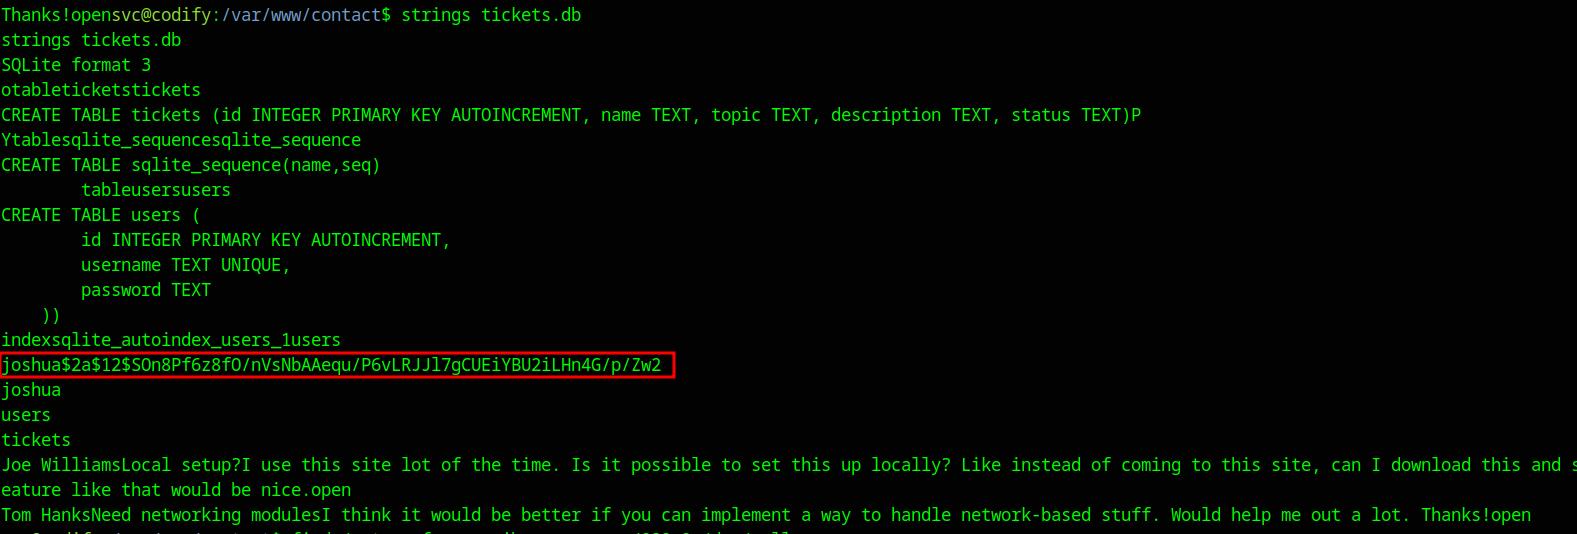 Thanks!opensvc@codify:/var/www/contact$ strings tickets.db
strings tickets.db
SQLite format 3
otableticketstickets
CREATE TABLE tickets (id INTEGER PRIMARY KEY AUTOINCREMENT, name TEXT, topic TEXT, description TEXT, status TEXT)P
Ytablesqlite_sequencesqlite_sequence
CREATE TABLE sqlite_sequence(name,seq)
tableusersusers
CREATE TABLE users (
id INTEGER PRIMARY KEY AUTOINCREMENT,
username TEXT UNIQUE,
password TEXT
))
indexsqlite_autoindex_users_1users
joshua$2a$12$SOn8Pf6z8fO/nVsNbAAequ/P6vLRJJl7gCUEiYBU2iLHn4G/p/Zw2
joshua
users
tickets
Joe WilliamsLocal setup?I use this site lot of the time. Is it possible to set this up locally? Like instead of coming to this site, can I download this and s
eature like that would be nice.open
Tom HanksNeed networking modulesI think it would be better if you can implement a way to handle network-based stuff. Would help me out a lot. Thanks!open